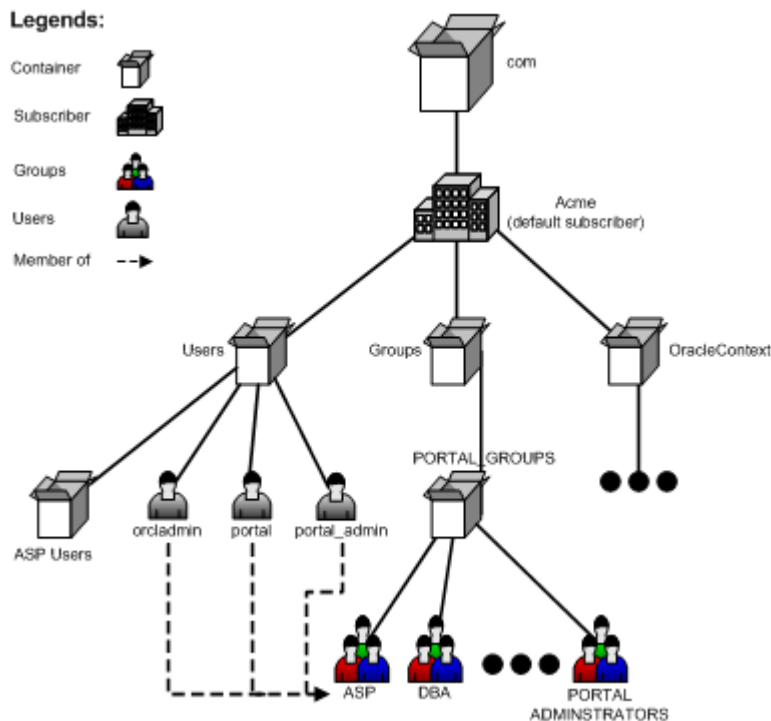 Legends:
Container
Subscriber
Groups
Users
Member of
com
Acme
(default subscriber)
Users
Groups
OracleContext
PORTAL_GROUPS
ASP Users
orcladmin
portal
portal_admin
ASP
DBA
PORTAL
ADMINSTRATORS